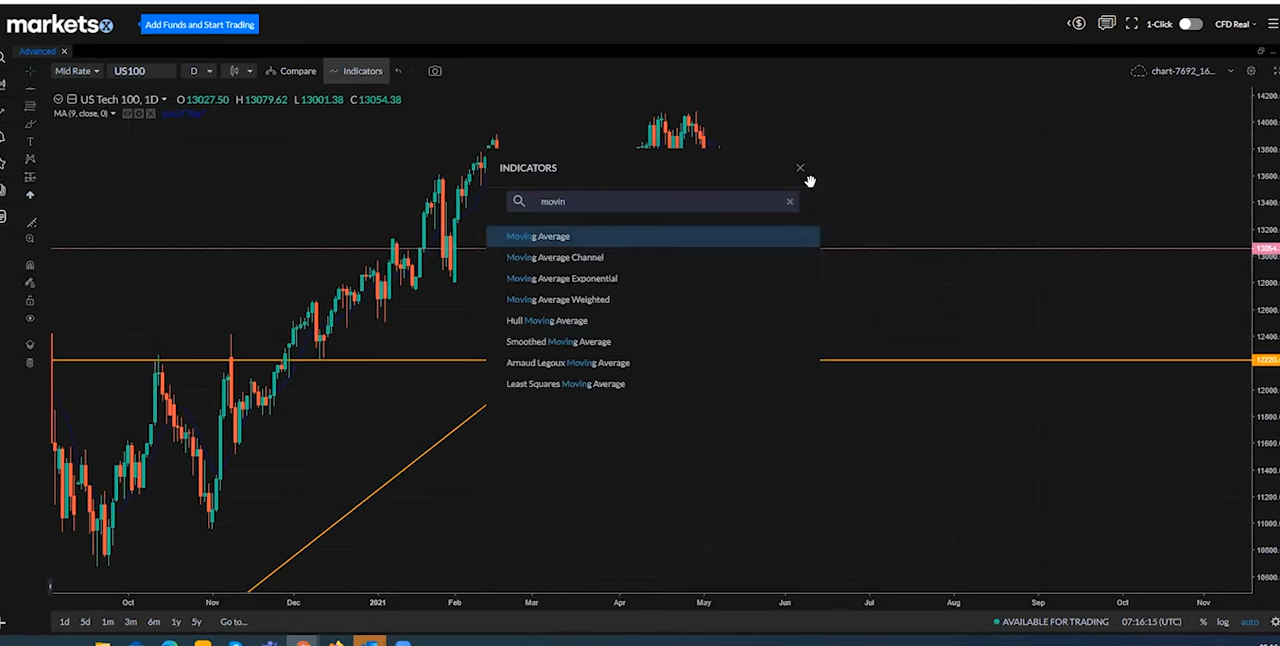 marketsx
Add Funds and Start Trading
1-Click
CFD Real
Advanced
Mid Rate
US100
D
Compare
Indicators
chart-7692_16...
US Tech 100, 1D O 13027.50 H 13079.62 L 13001.38 C 13054.38
MA (9, close, 0)
INDICATORS
movin
Moving Average
Moving Average Channel
Moving Average Exponential
Moving Average Weighted
Hull Moving Average
Smoothed Moving Average
Arnaud Legoux Moving Average
Least Squares Moving Average
14200.
14000.
13800.
13600.
13400.
13200.
13054.
13000.
12800.
12600.
12400.
12220.
12000.
11800.
11600.
11400.
11200.
11000.
10800.
10600.
Oct Nov Dec 2021 Feb Mar Apr May Jun Jul Aug Sep Oct Nov
1d 5d 1m 3m 6m 1y 5y Go to...
AVAILABLE FOR TRADING 07:16:15 (UTC) % log auto